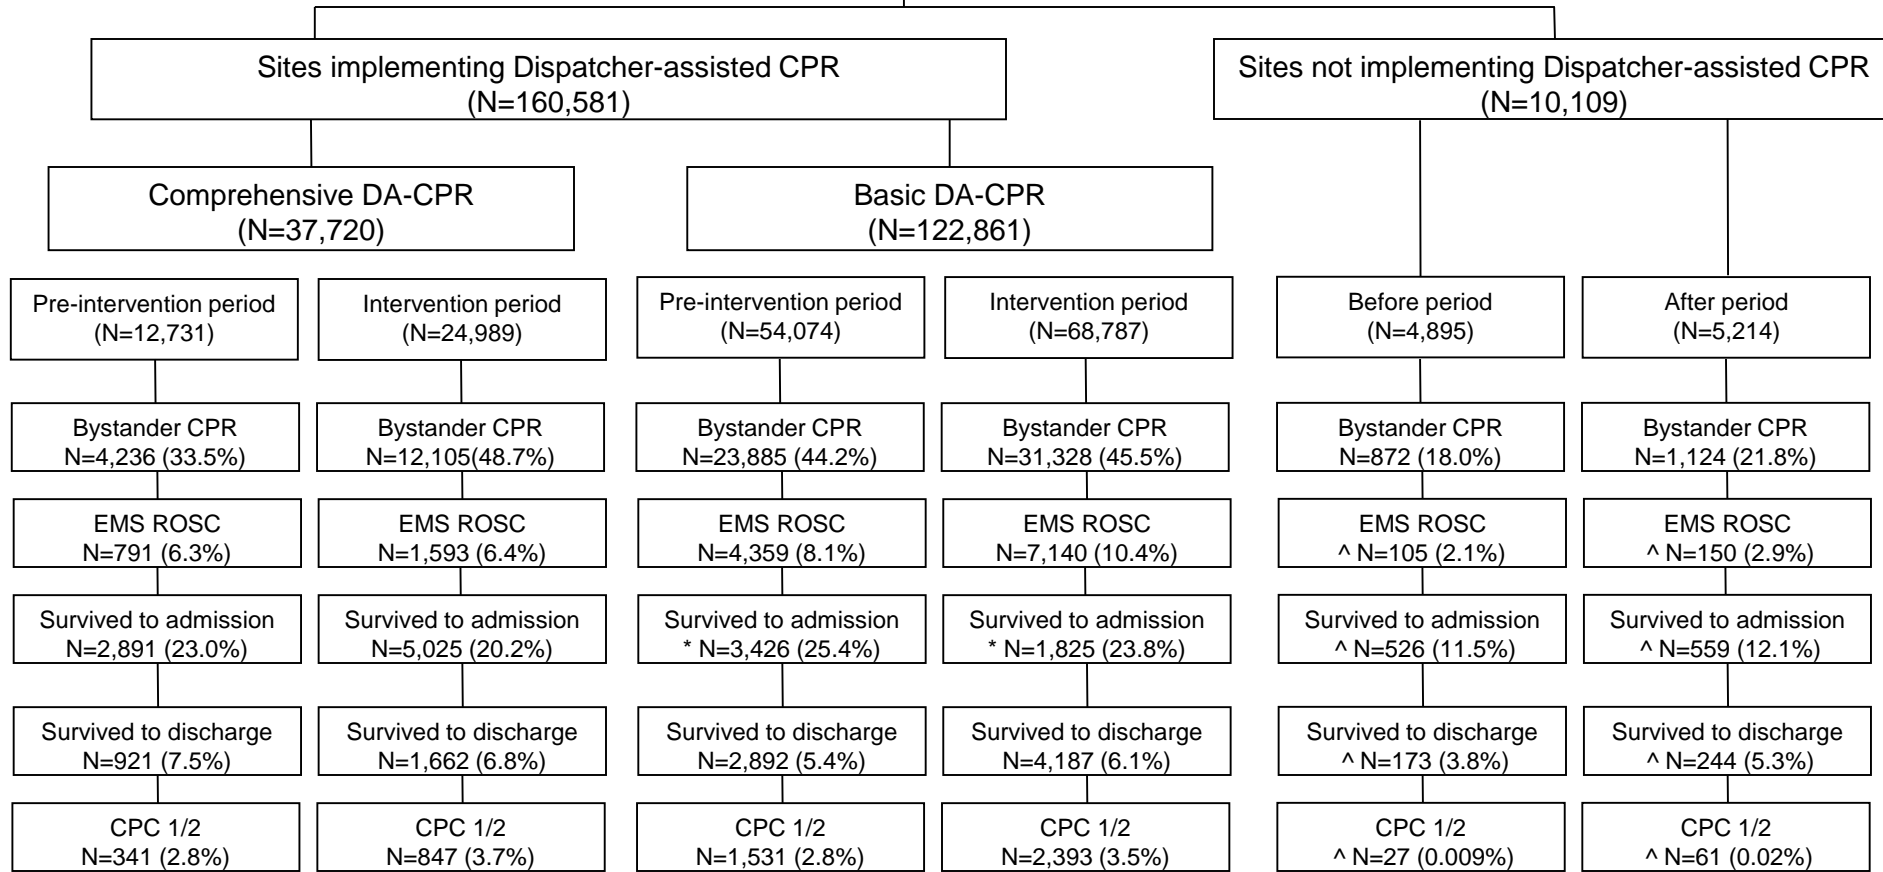 Sites implementing Dispatcher-assisted CPR
(N=160,581)
Sites not implementing Dispatcher-assisted CPR
(N=10,109)
Comprehensive DA-CPR
(N=37,720)
Basic DA-CPR
(N=122,861)
Pre-intervention period
(N=12,731)
Intervention period
(N=24,989)
Pre-intervention period
(N=54,074)
Intervention period
(N=68,787)
Before period
(N=4,895)
After period
(N=5,214)
Bystander CPR
N=4,236 (33.5%)
Bystander CPR
N=12,105(48.7%)
Bystander CPR
N=23,885 (44.2%)
Bystander CPR
N=31,328 (45.5%)
Bystander CPR
N=872 (18.0%)
Bystander CPR
N=1,124 (21.8%)
EMS ROSC
N=791 (6.3%)
EMS ROSC
N=1,593 (6.4%)
EMS ROSC
N=4,359 (8.1%)
EMS ROSC
N=7,140 (10.4%)
EMS ROSC
^ N=105 (2.1%)
EMS ROSC
^ N=150 (2.9%)
Survived to admission
N=2,891 (23.0%)
Survived to admission
N=5,025 (20.2%)
Survived to admission
* N=3,426 (25.4%)
Survived to admission
* N=1,825 (23.8%)
Survived to admission
^ N=526 (11.5%)
Survived to admission
^ N=559 (12.1%)
Survived to discharge
N=921 (7.5%)
Survived to discharge
N=1,662 (6.8%)
Survived to discharge
N=2,892 (5.4%)
Survived to discharge
N=4,187 (6.1%)
Survived to discharge
^ N=173 (3.8%)
Survived to discharge
^ N=244 (5.3%)
CPC 1/2
N=341 (2.8%)
CPC 1/2
N=847 (3.7%)
CPC 1/2
N=1,531 (2.8%)
CPC 1/2
N=2,393 (3.5%)
CPC 1/2
^ N=27 (0.009%)
CPC 1/2
^ N=61 (0.02%)